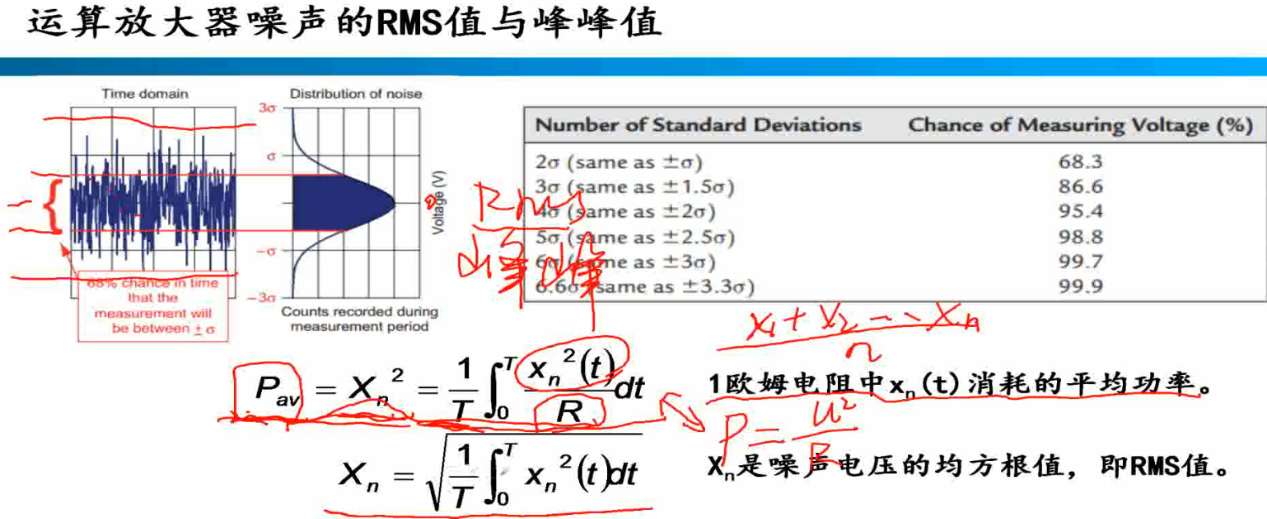 运算放大器噪声的RMS值与峰峰值
Time domain
Distribution of noise
3σ
σ
-σ
-3σ
Voltage (V)
68% chance in time
that the
measurement will
be between ± σ
Counts recorded during
measurement period
Number of Standard Deviations Chance of Measuring Voltage (%)
2σ (same as ±σ) 68.3
3σ (same as ±1.5σ) 86.6
4σ (same as ±2σ) 95.4
5σ (same as ±2.5σ) 98.8
6σ (same as ±3σ) 99.7
6.6σ (same as ±3.3σ) 99.9
Rms
峰峰
x₁+x₂--xₙ
n
P_av = X_n² = 1/T ∫₀ᵀ x_n²(t)/R dt
1欧姆电阻中xₙ(t)消耗的平均功率。
P = u²/R
X_n = √(1/T ∫₀ᵀ x_n²(t)dt)
Xₙ是噪声电压的均方根值，即RMS值。